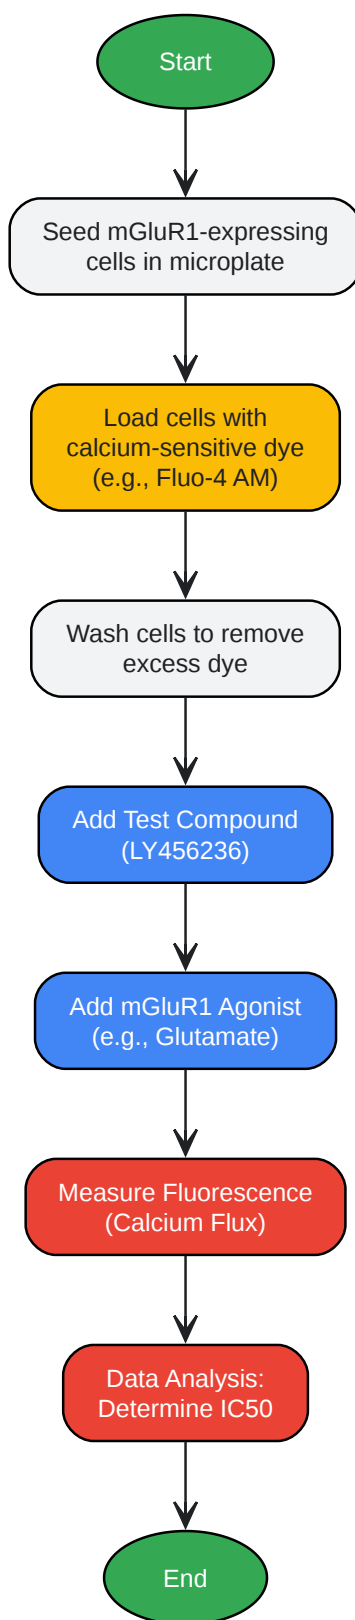 Start
Seed mGluR1-expressing
cells in microplate
Load cells with
calcium-sensitive dye
(e.g., Fluo-4 AM)
Wash cells to remove
excess dye
Add Test Compound
(LY456236)
Add mGluR1 Agonist
(e.g., Glutamate)
Measure Fluorescence
(Calcium Flux)
Data Analysis:
Determine IC50
End